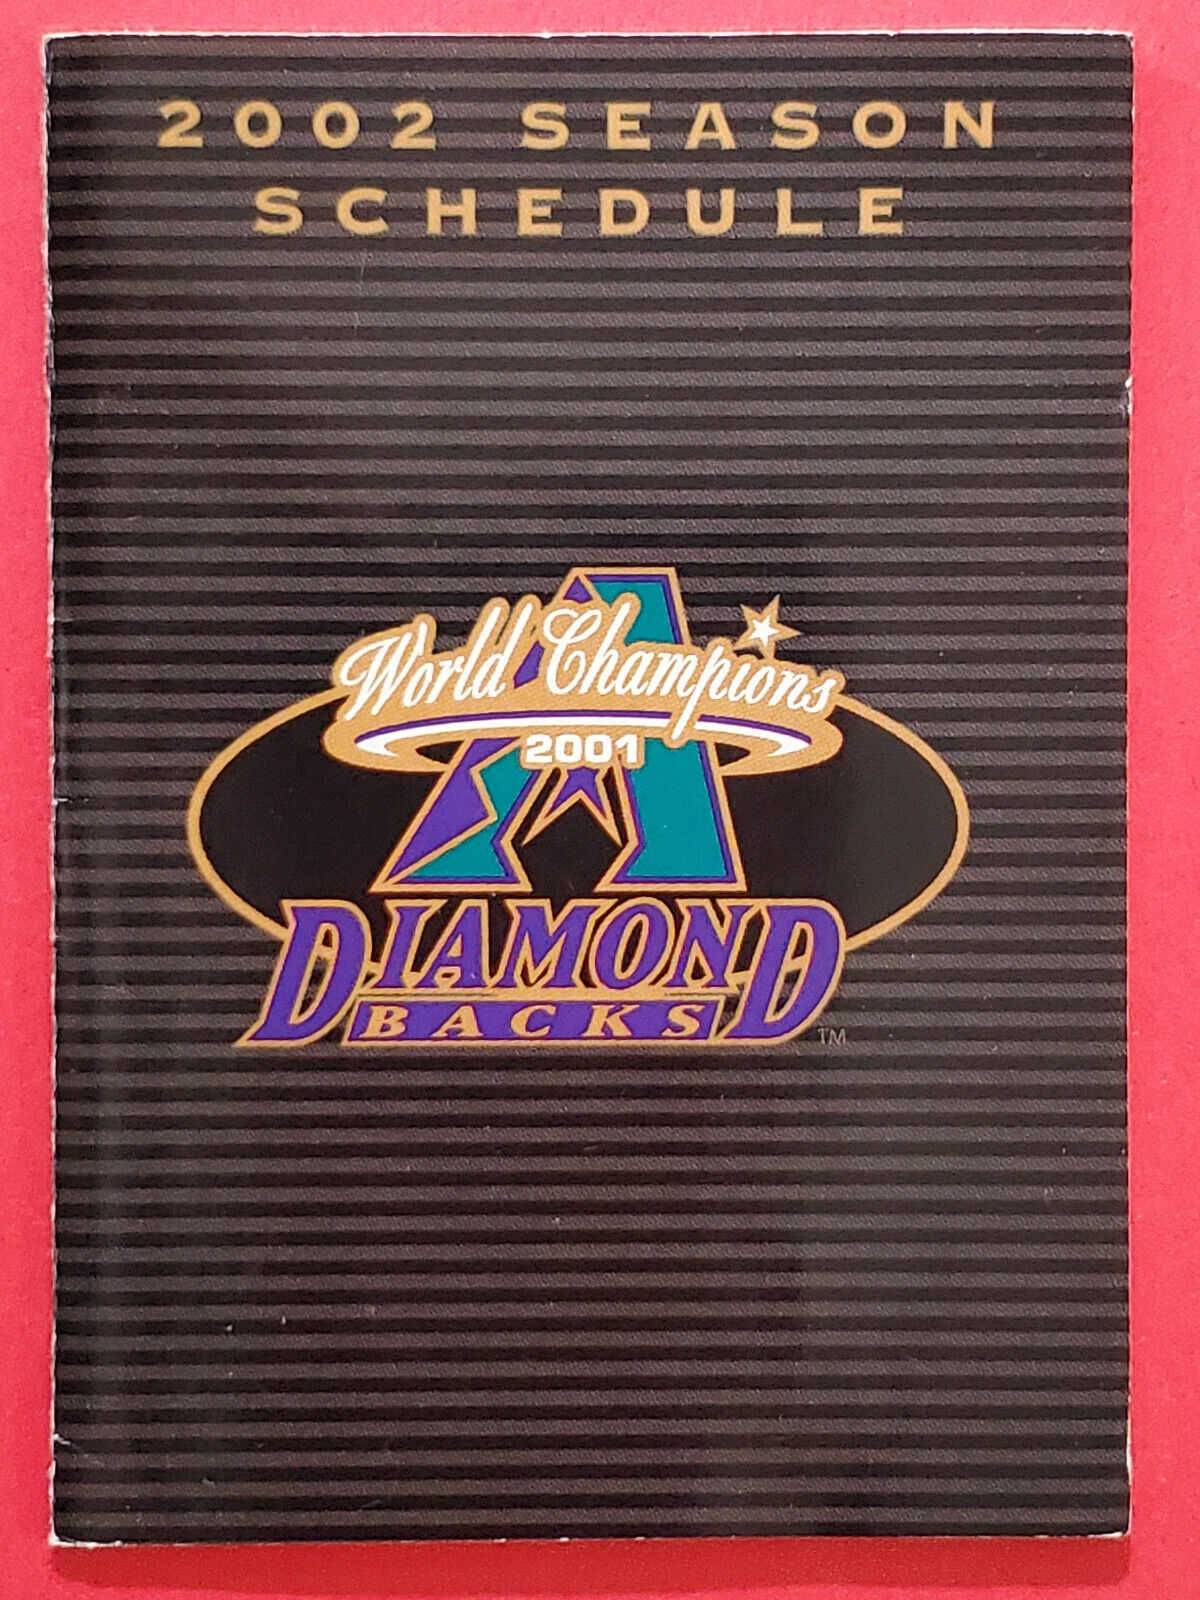 2002 SEASON
SCHEDULE
World Champions
2001
DIAMOND
BACKS
TM